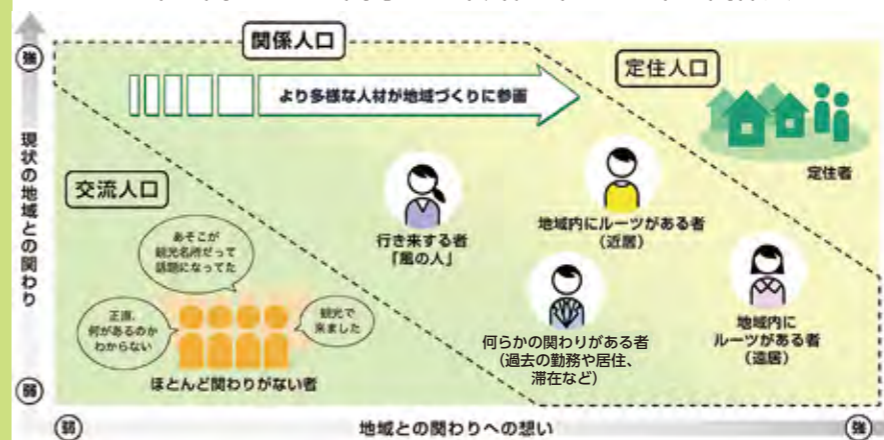 関係人口
定住人口
強
より多様な人材が地域づくりに参画
現状の地域との関わり
交流人口
定住者
あそこが
観光名所だって
話題になってた
行き来する者
「風の人」
地域内にルーツがある者
（近居）
正直、
何があるのか
わからない
観光で
来ました
何らかの関わりがある者
（過去の勤務や居住、
滞在など）
地域内に
ルーツがある者
（遠居）
ほとんど関わりがない者
弱
弱
地域との関わりへの想い
強